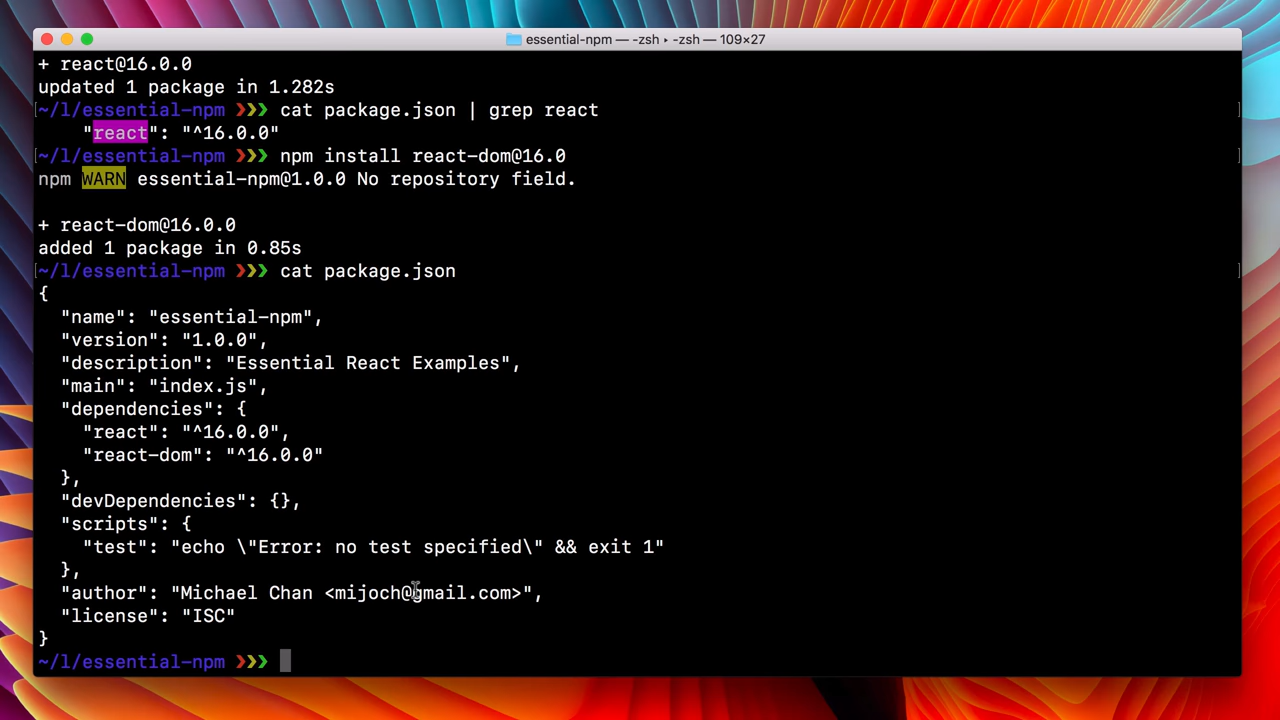 essential-npm — -zsh ▸ -zsh — 109×27
+ react@16.0.0
updated 1 package in 1.282s
[~/l/essential-npm ❯❯❯ cat package.json | grep react ]
    "react": "^16.0.0"
[~/l/essential-npm ❯❯❯ npm install react-dom@16.0 ]
npm WARN essential-npm@1.0.0 No repository field.
+ react-dom@16.0.0
added 1 package in 0.85s
[~/l/essential-npm ❯❯❯ cat package.json ]
{
  "name": "essential-npm",
  "version": "1.0.0",
  "description": "Essential React Examples",
  "main": "index.js",
  "dependencies": {
    "react": "^16.0.0",
    "react-dom": "^16.0.0"
  },
  "devDependencies": {},
  "scripts": {
    "test": "echo \"Error: no test specified\" && exit 1"
  },
  "author": "Michael Chan <mijoch@gmail.com>",
  "license": "ISC"
}
~/l/essential-npm ❯❯❯